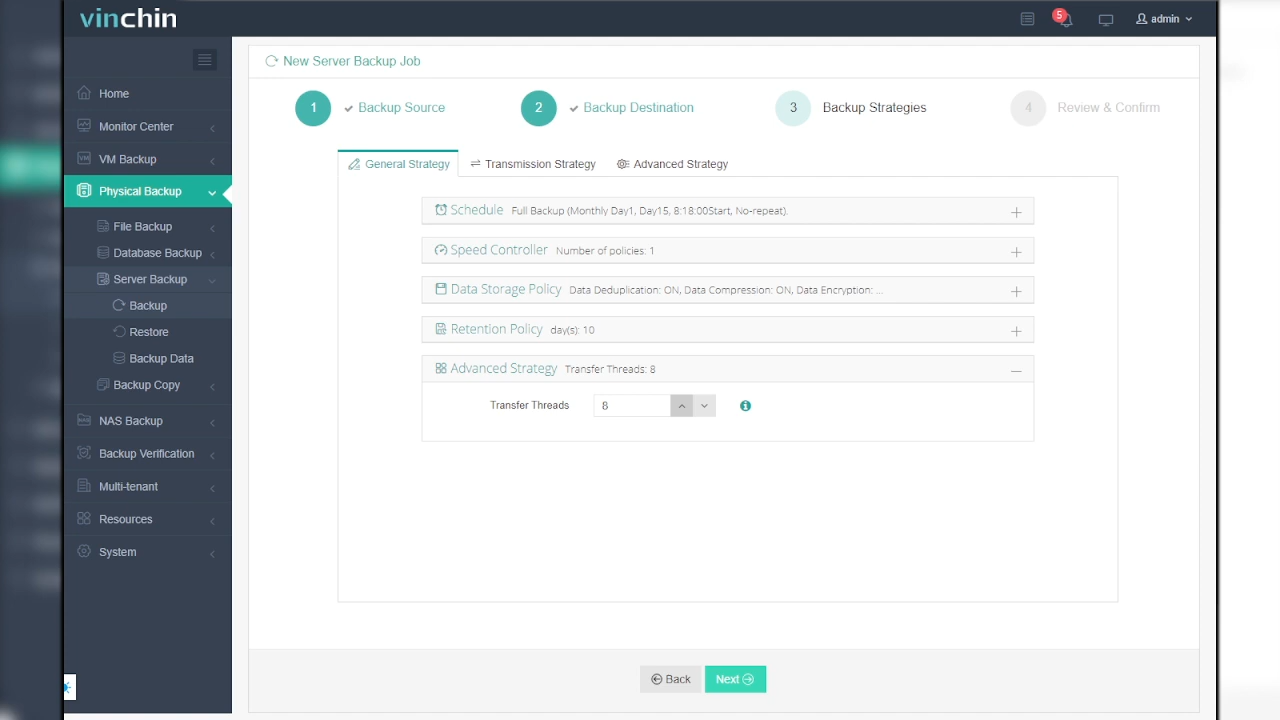 vinchin
5
admin
Home
Monitor Center
VM Backup
Physical Backup
File Backup
Database Backup
Server Backup
Backup
Restore
Backup Data
Backup Copy
NAS Backup
Backup Verification
Multi-tenant
Resources
System
New Server Backup Job
1 Backup Source
2 Backup Destination
3 Backup Strategies
4 Review & Confirm
General Strategy
Transmission Strategy
Advanced Strategy
Schedule Full Backup (Monthly Day1, Day15, 8:18:00Start, No-repeat).
Speed Controller Number of policies: 1
Data Storage Policy Data Deduplication: ON, Data Compression: ON, Data Encryption: ...
Retention Policy day(s): 10
Advanced Strategy Transfer Threads: 8
Transfer Threads 8
Back
Next